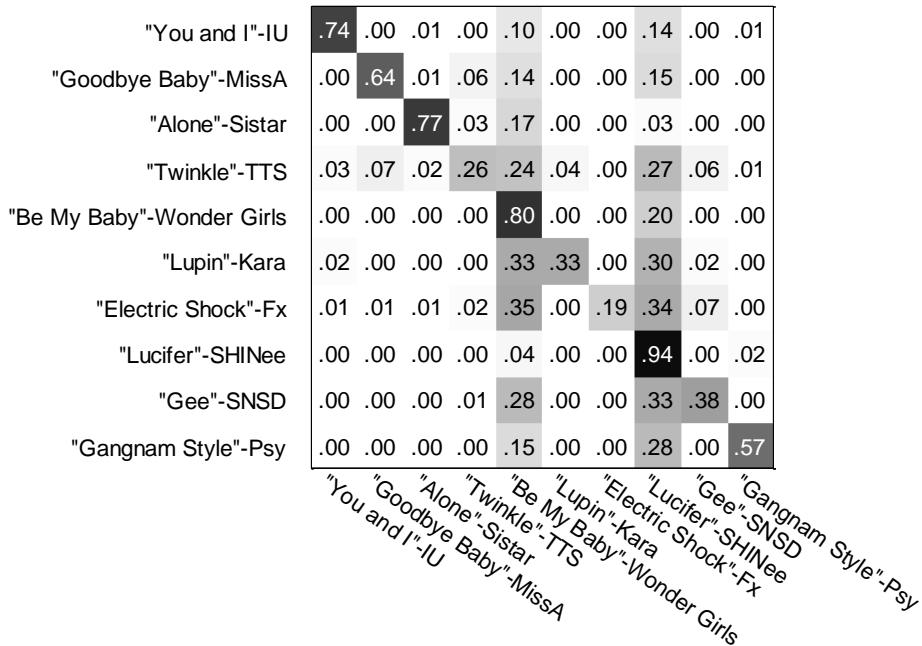 "You and I"-IU .74 .00 .01 .00 .10 .00 .00 .14 .00 .01
"Goodbye Baby"-MissA .00 .64 .01 .06 .14 .00 .00 .15 .00 .00
"Alone"-Sistar .00 .00 .77 .03 .17 .00 .00 .03 .00 .00
"Twinkle"-TTS .03 .07 .02 .26 .24 .04 .00 .27 .06 .01
"Be My Baby"-Wonder Girls .00 .00 .00 .00 .80 .00 .00 .20 .00 .00
"Lupin"-Kara .02 .00 .00 .00 .33 .33 .00 .30 .02 .00
"Electric Shock"-Fx .01 .01 .01 .02 .35 .00 .19 .34 .07 .00
"Lucifer"-SHINee .00 .00 .00 .00 .04 .00 .00 .94 .00 .02
"Gee"-SNSD .00 .00 .00 .01 .28 .00 .00 .33 .38 .00
"Gangnam Style"-Psy .00 .00 .00 .00 .15 .00 .00 .28 .00 .57
"You and I"-IU
"Goodbye Baby"-MissA
"Alone"-Sistar
"Twinkle"-TTS
"Be My Baby"-Wonder Girls
"Lupin"-Kara
"Electric Shock"-Fx
"Lucifer"-SHINee
"Gee"-SNSD
"Gangnam Style"-Psy